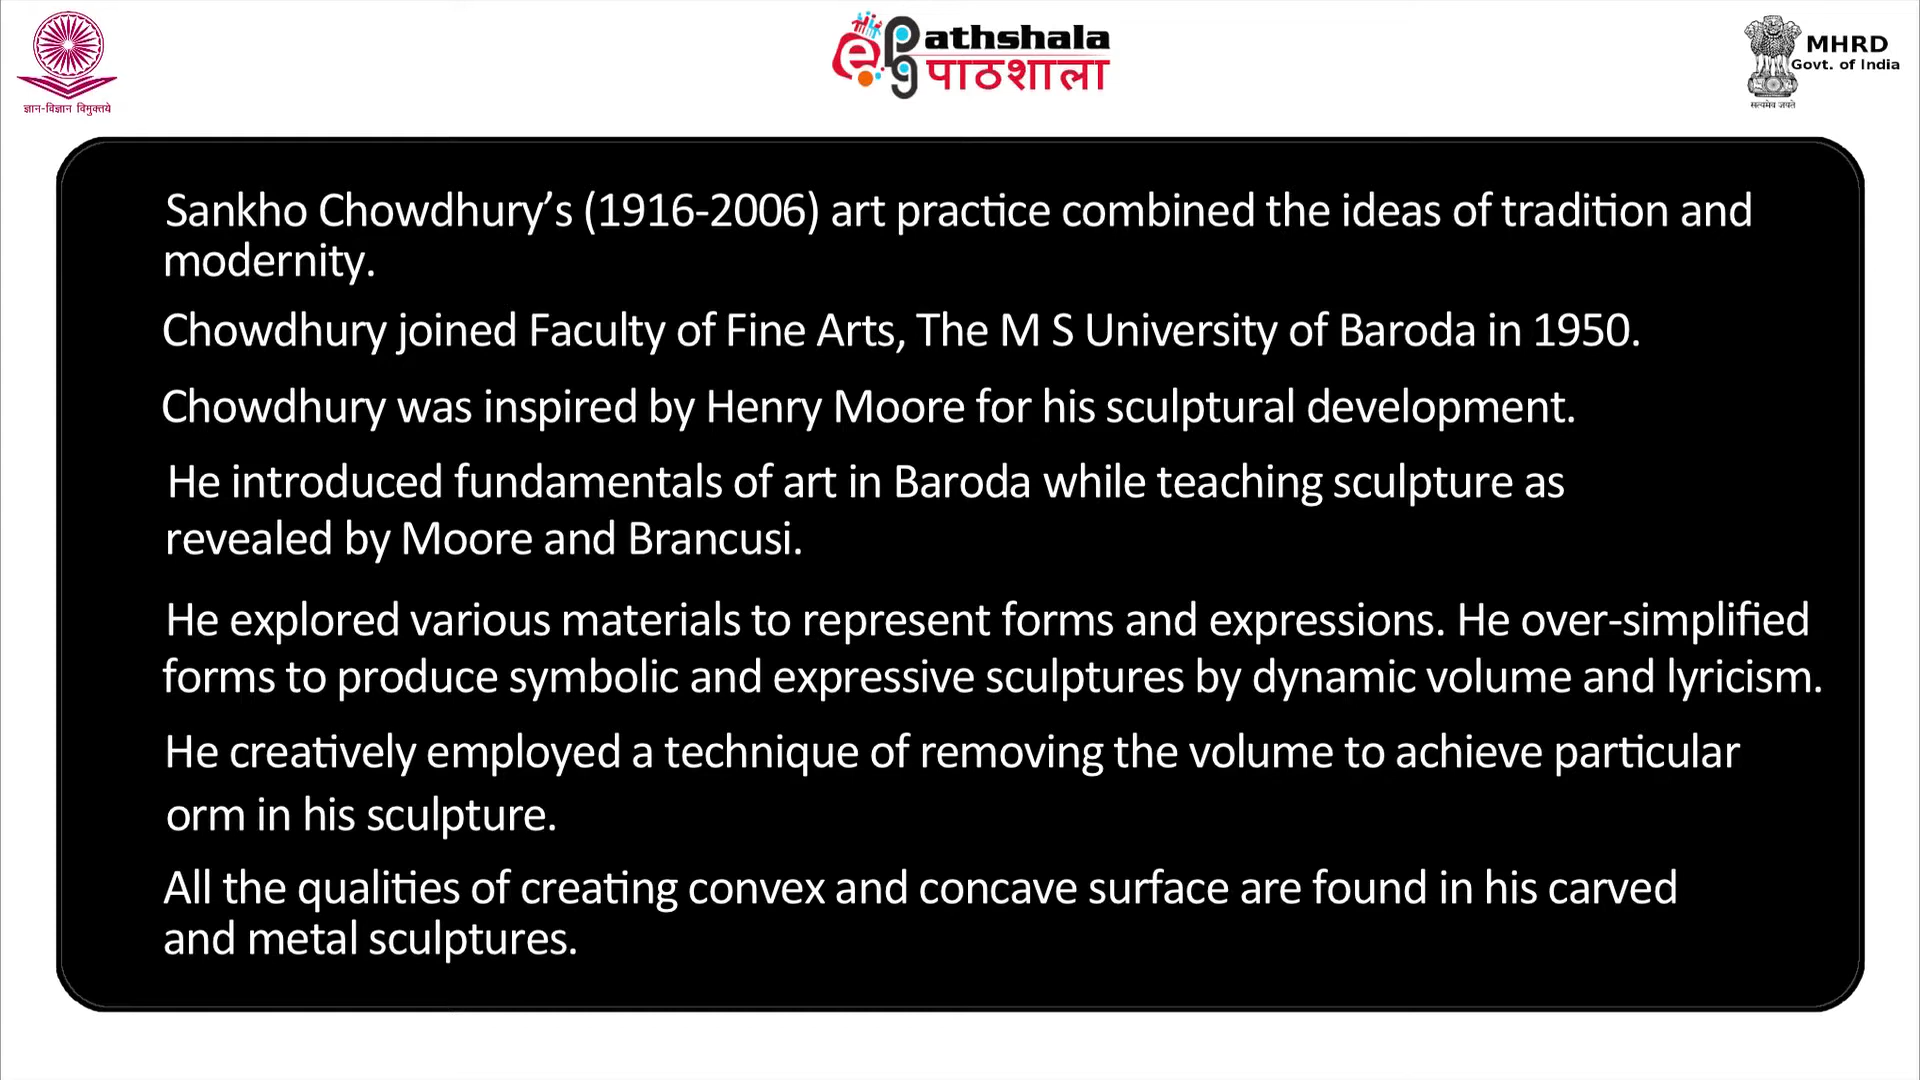 ज्ञान-विज्ञान विमुक्तये
ePG Pathshala
पाठशाला
MHRD
Govt. of India
सत्यमेव जयते
Sankho Chowdhury’s (1916-2006) art practice combined the ideas of tradition and
modernity.
Chowdhury joined Faculty of Fine Arts, The M S University of Baroda in 1950.
Chowdhury was inspired by Henry Moore for his sculptural development.
He introduced fundamentals of art in Baroda while teaching sculpture as
revealed by Moore and Brancusi.
He explored various materials to represent forms and expressions. He over-simplified
forms to produce symbolic and expressive sculptures by dynamic volume and lyricism.
He creatively employed a technique of removing the volume to achieve particular
orm in his sculpture.
All the qualities of creating convex and concave surface are found in his carved
and metal sculptures.